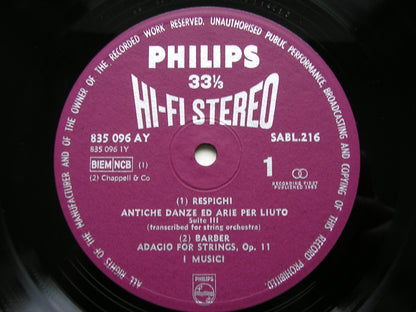 ALL RIGHTS OF THE MANUFACTURER AND OF THE OWNER OF THE RECORDED WORK RESERVED. UNAUTHORISED PUBLIC PERFORMANCE, BROADCASTING AND COPYING OF THIS RECORD PROHIBITED.
PHILIPS
33⅓
HI-FI STEREO
835 096 AY
SABL.216
835 096 1Y
BIEM NCB (1)
1
(2) Chappell & Co
RECORDING FIRST
PUBLISHED
(1) RESPIGHI
ANTICHE DANZE ED ARIE PER LIUTO
Suite III
(transcribed for string orchestra)
(2) BARBER
ADAGIO FOR STRINGS, Op. 11
I MUSICI
PHILIPS